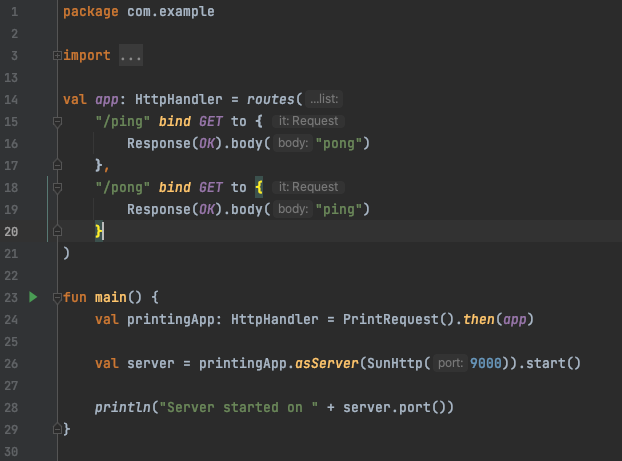 1 package com.example
2
3 import ...
13
14 val app: HttpHandler = routes( ...list:
15 "/ping" bind GET to { it: Request
16 Response(OK).body( body: "pong")
17 },
18 "/pong" bind GET to { it: Request
19 Response(OK).body( body: "ping")
20 }
21 )
22
23 fun main() {
24 val printingApp: HttpHandler = PrintRequest().then(app)
25
26 val server = printingApp.asServer(SunHttp( port: 9000)).start()
27
28 println("Server started on " + server.port())
29 }
30